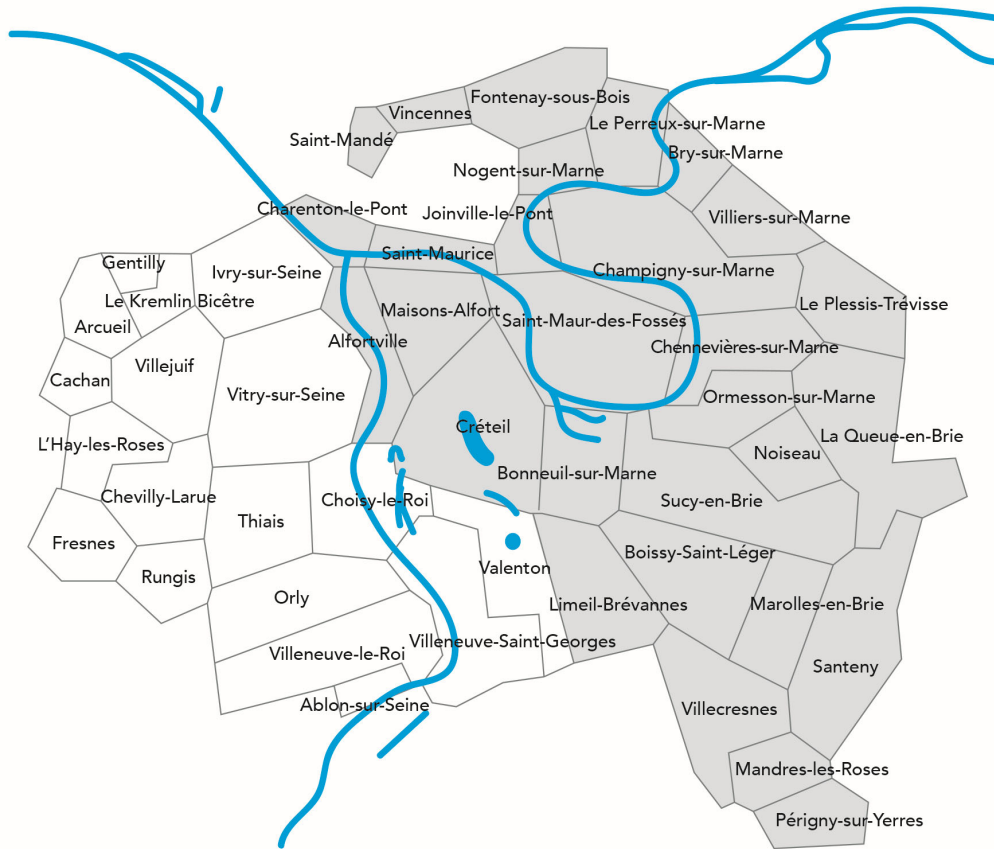 Fontenay-sous-Bois
Vincennes
Le Perreux-sur-Marne
Saint-Mandé
Bry-sur-Marne
Nogent-sur-Marne
Charenton-le-Pont
Joinville-le-Pont
Villiers-sur-Marne
Saint-Maurice
Gentilly
Ivry-sur-Seine
Champigny-sur-Marne
Le Kremlin Bicêtre
Le Plessis-Trévisse
Maisons-Alfort
Saint-Maur-des-Fossés
Arcueil
Alfortville
Chennevières-sur-Marne
Villejuif
Cachan
Vitry-sur-Seine
Ormesson-sur-Marne
Créteil
La Queue-en-Brie
L'Hay-les-Roses
Noiseau
Bonneuil-sur-Marne
Chevilly-Larue
Choisy-le-Roi
Sucy-en-Brie
Thiais
Fresnes
Boissy-Saint-Léger
Valenton
Rungis
Orly
Limeil-Brévannes
Marolles-en-Brie
Villeneuve-Saint-Georges
Villeneuve-le-Roi
Santeny
Ablon-sur-Seine
Villecresnes
Mandres-les-Roses
Périgny-sur-Yerres